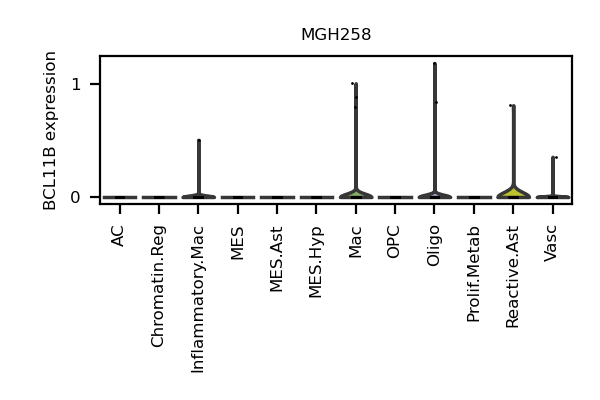 MGH258
BCL11B expression
1
0
AC
Chromatin.Reg
Inflammatory.Mac
MES
MES.Ast
MES.Hyp
Mac
OPC
Oligo
Prolif.Metab
Reactive.Ast
Vasc